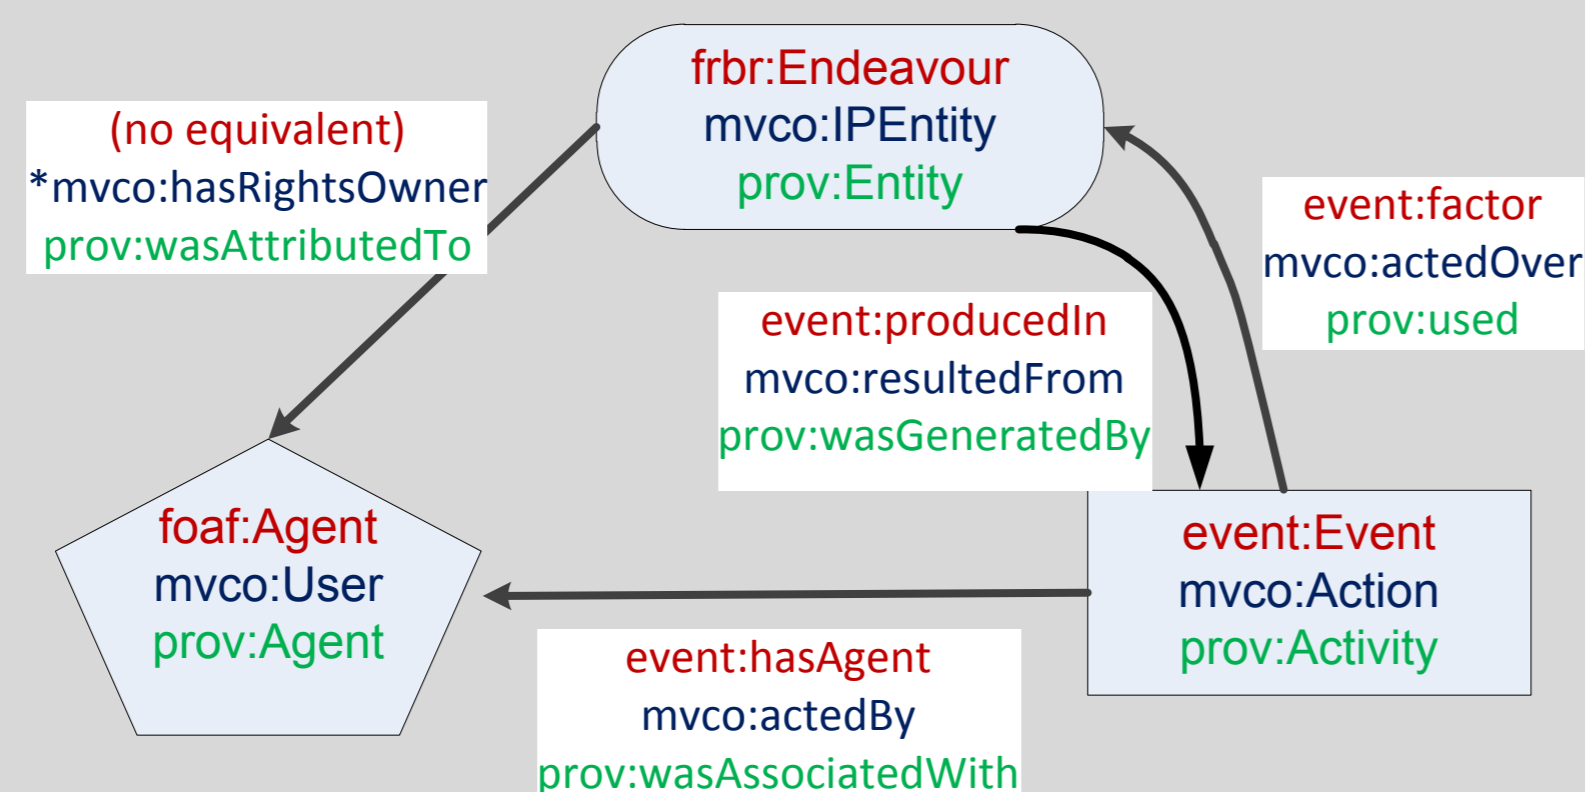 frbr:Endeavour
mvco:IPEntity
prov:Entity
(no equivalent)
*mvco:hasRightsOwner
prov:wasAttributedTo
event:factor
mvco:actedOver
prov:used
event:producedIn
mvco:resultedFrom
prov:wasGeneratedBy
foaf:Agent
mvco:User
prov:Agent
event:Event
mvco:Action
prov:Activity
event:hasAgent
mvco:actedBy
prov:wasAssociatedWith